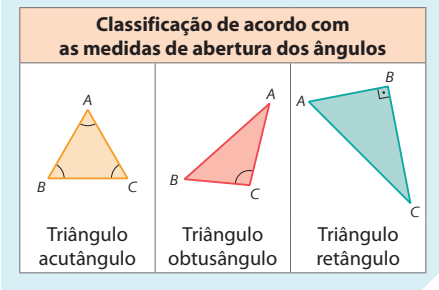 Classificação de acordo com
as medidas de abertura dos ângulos
A
B
C
Triângulo
acutângulo
A
B
C
Triângulo
obtusângulo
A
B
C
Triângulo
retângulo